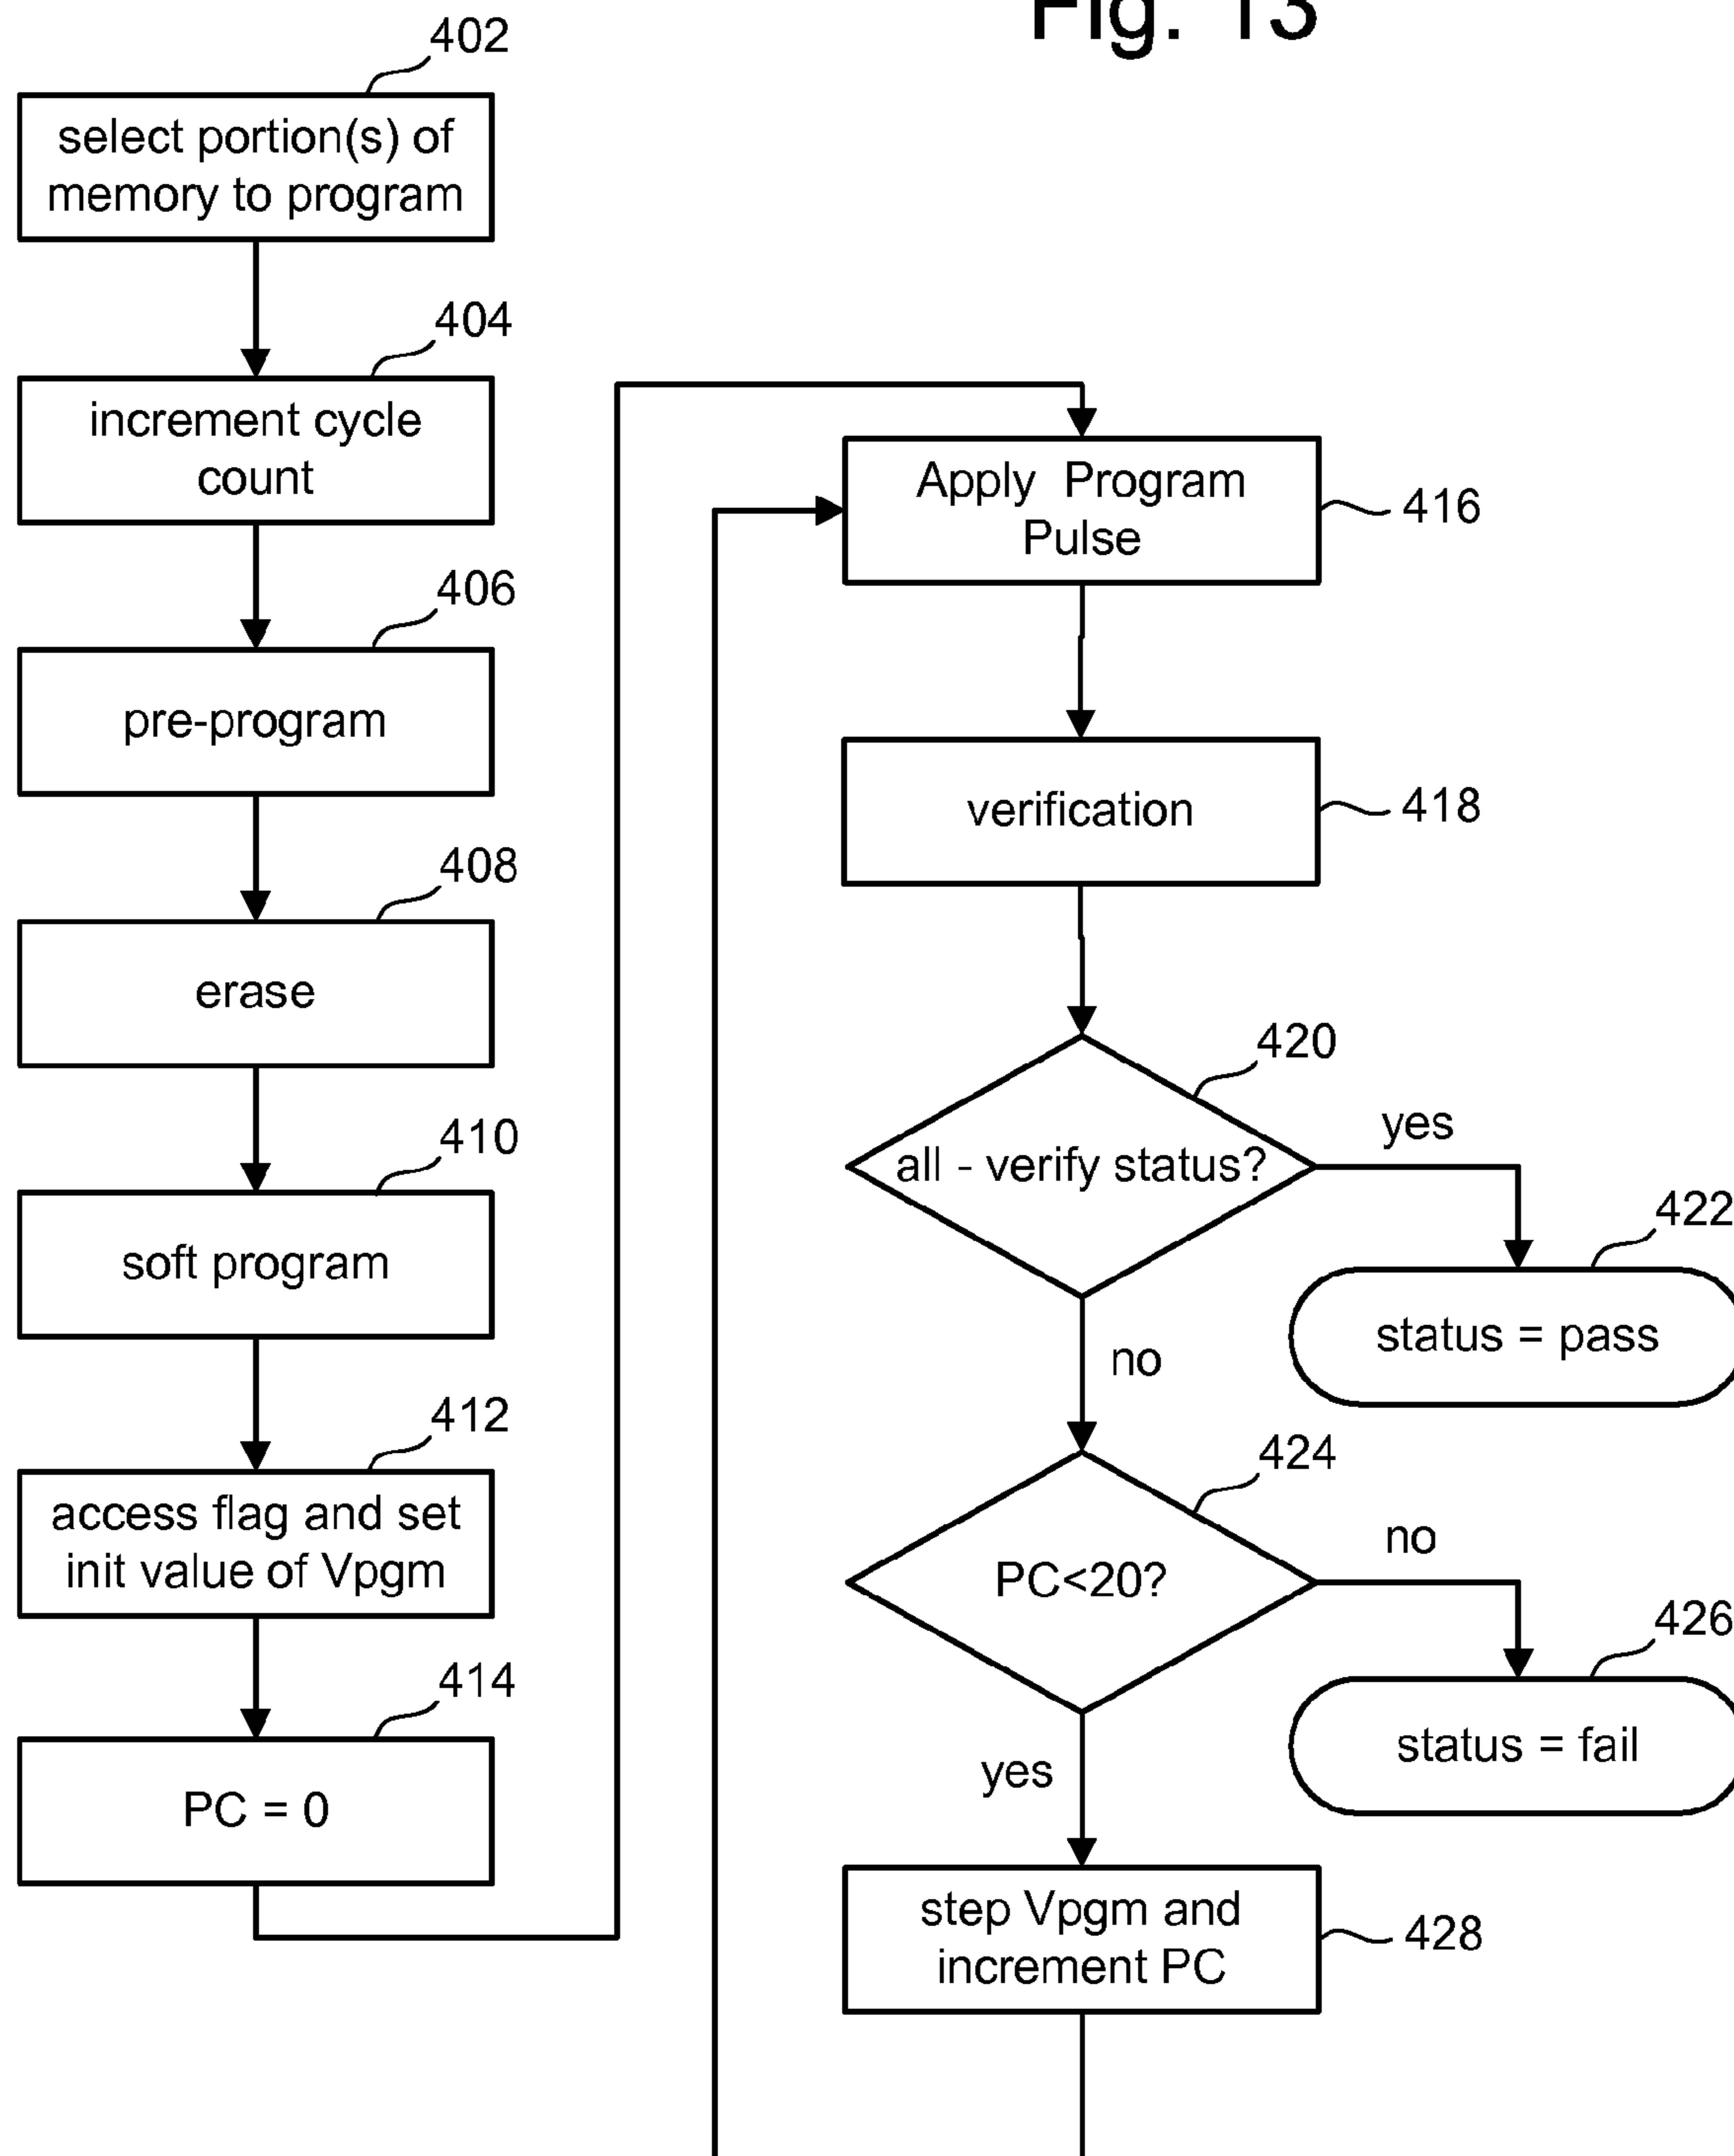 Fig. 13
402
select portion(s) of
memory to program
404
increment cycle
count
406
pre-program
408
erase
410
soft program
412
access flag and set
init value of Vpgm
414
PC = 0
Apply Program
Pulse
416
verification
418
420
all - verify status?
yes
422
status = pass
no
424
PC<20?
no
426
status = fail
yes
step Vpgm and
increment PC
428